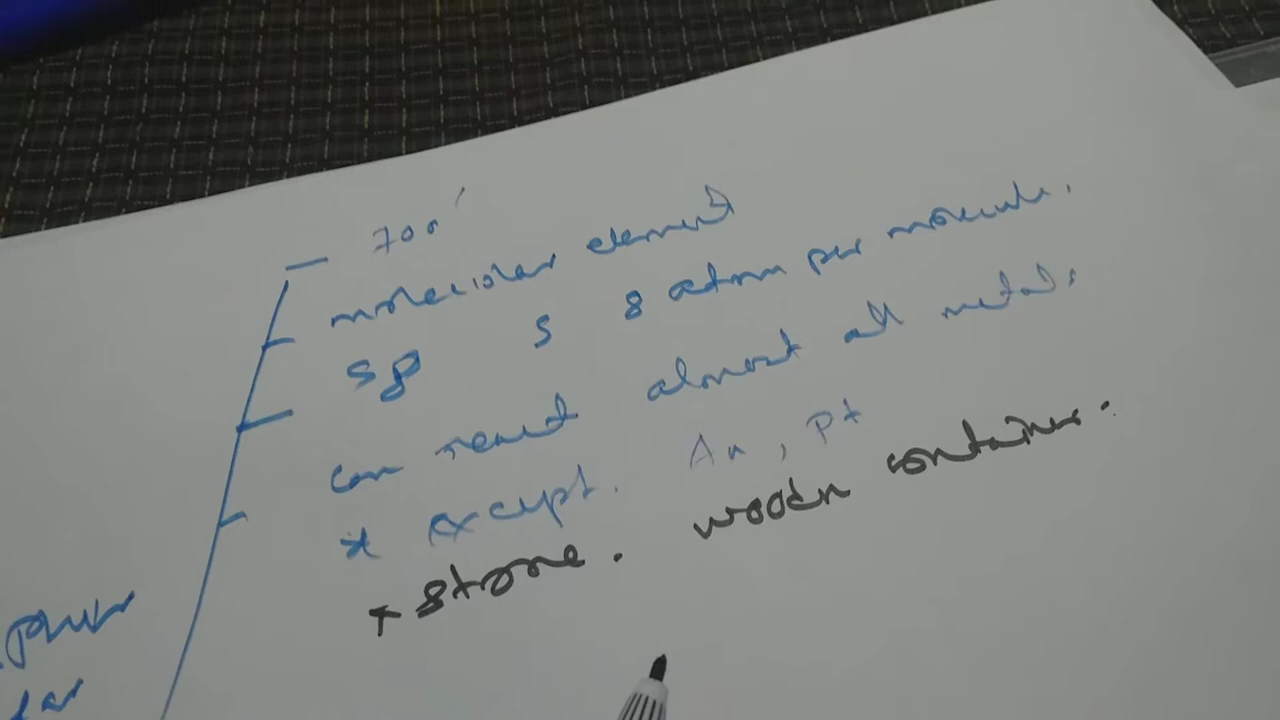 700'
molecular element
S8 S 8 atom per molecule.
can react almost all metals
* except. Au, Pt
+ stone. wooden container.